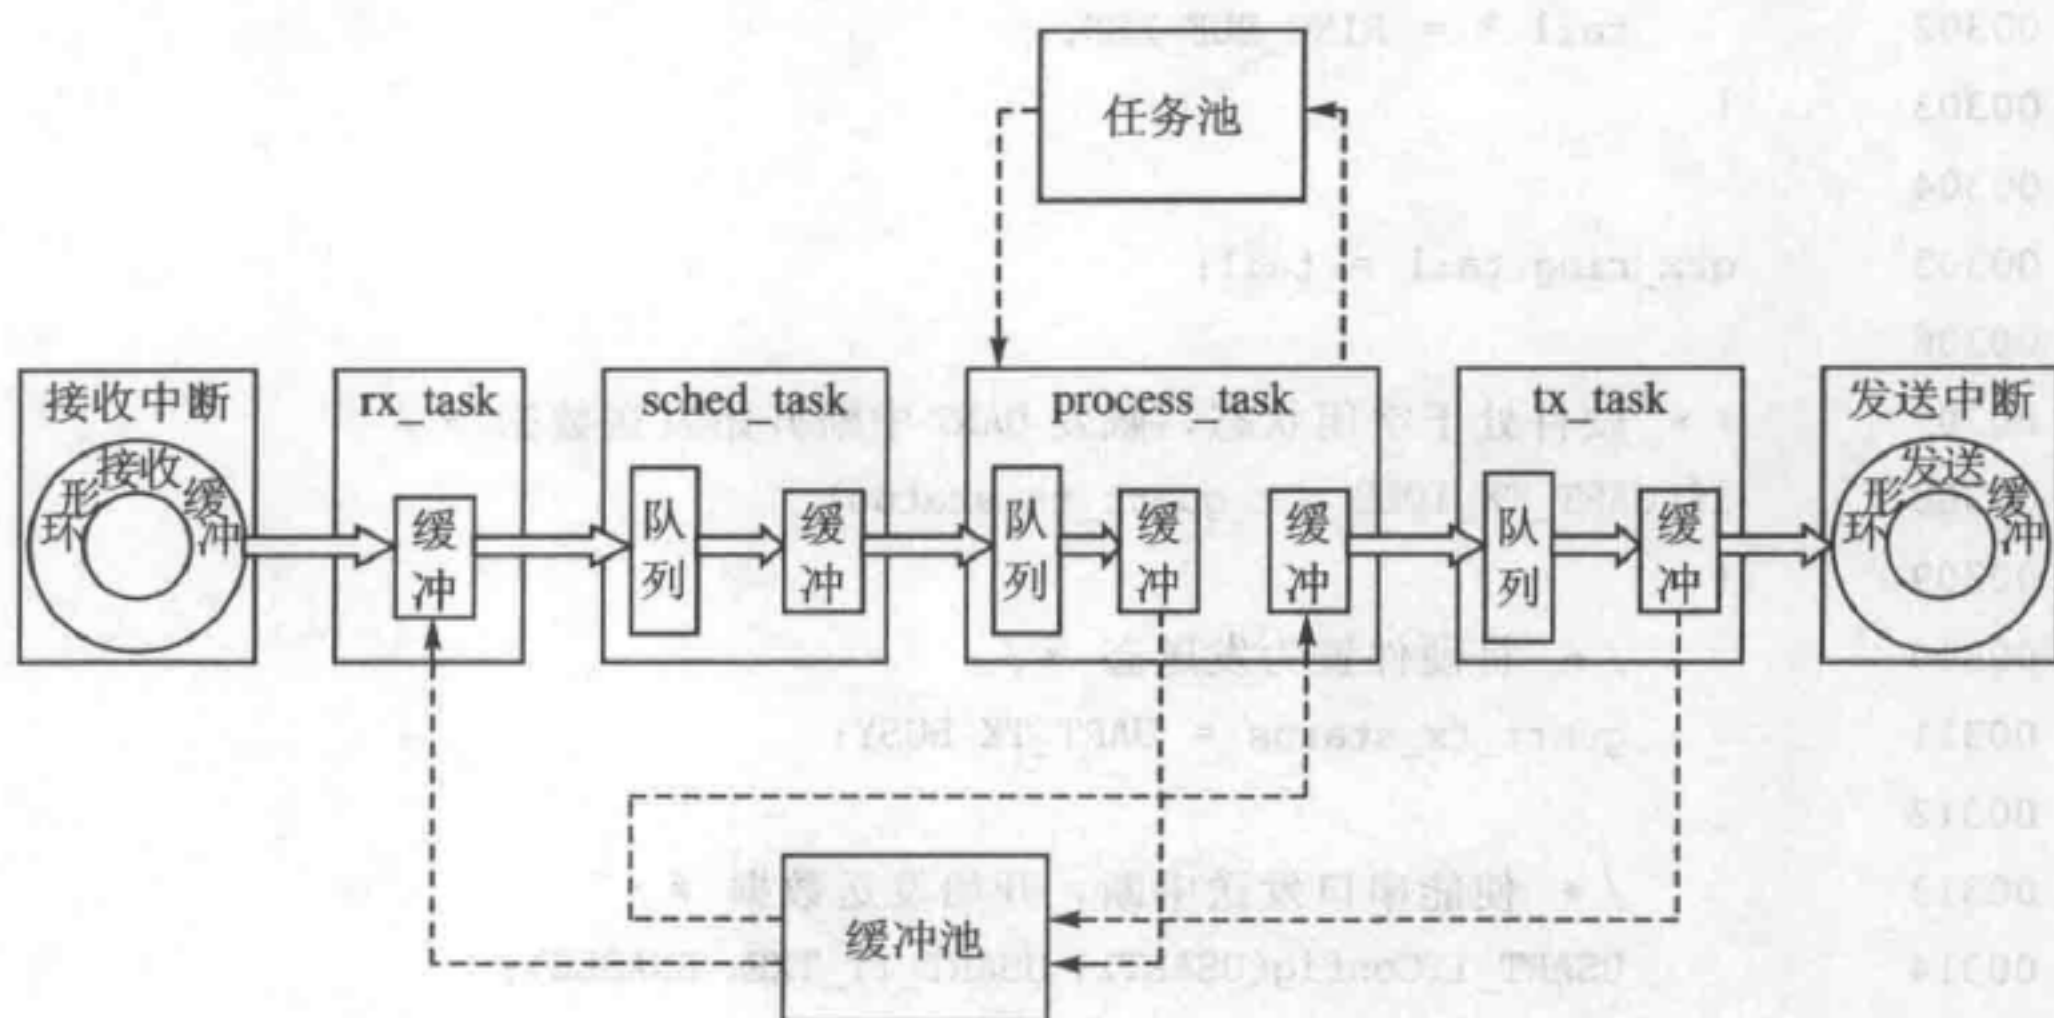 任务池
接收中断
环形接收缓冲
rx_task
缓冲
sched_task
队列
缓冲
process_task
队列
缓冲
缓冲
tx_task
队列
缓冲
发送中断
环形发送缓冲
缓冲池